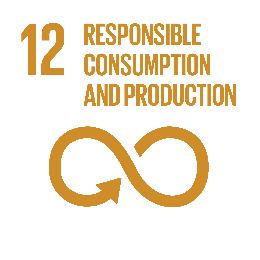 12 RESPONSIBLE
CONSUMPTION
AND PRODUCTION